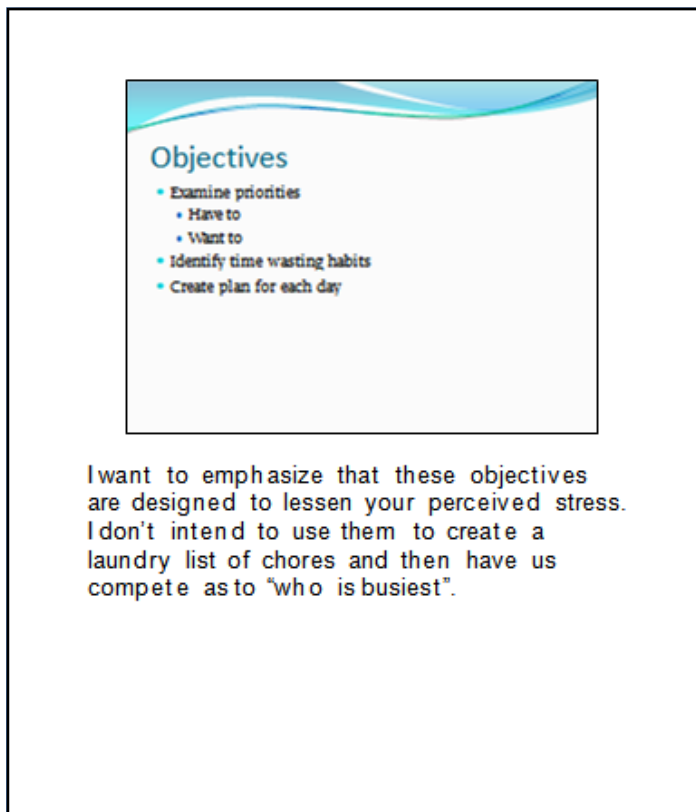 Objectives
• Examine priorities
• Have to
• Want to
• Identify time wasting habits
• Create plan for each day
I want to emphasize that these objectives
are designed to lessen your perceived stress.
I don't intend to use them to create a
laundry list of chores and then have us
compete as to “who is busiest”.